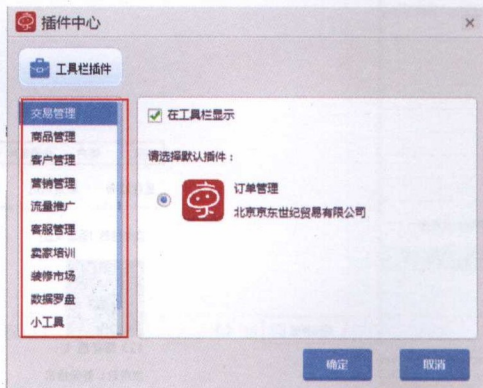 插件中心
工具栏插件
交易管理
商品管理
客户管理
营销管理
流量推广
客服管理
卖家培训
装修市场
数据罗盘
小工具
在工具栏显示
请选择默认插件：
订单管理
北京京东世纪贸易有限公司
确定
取消